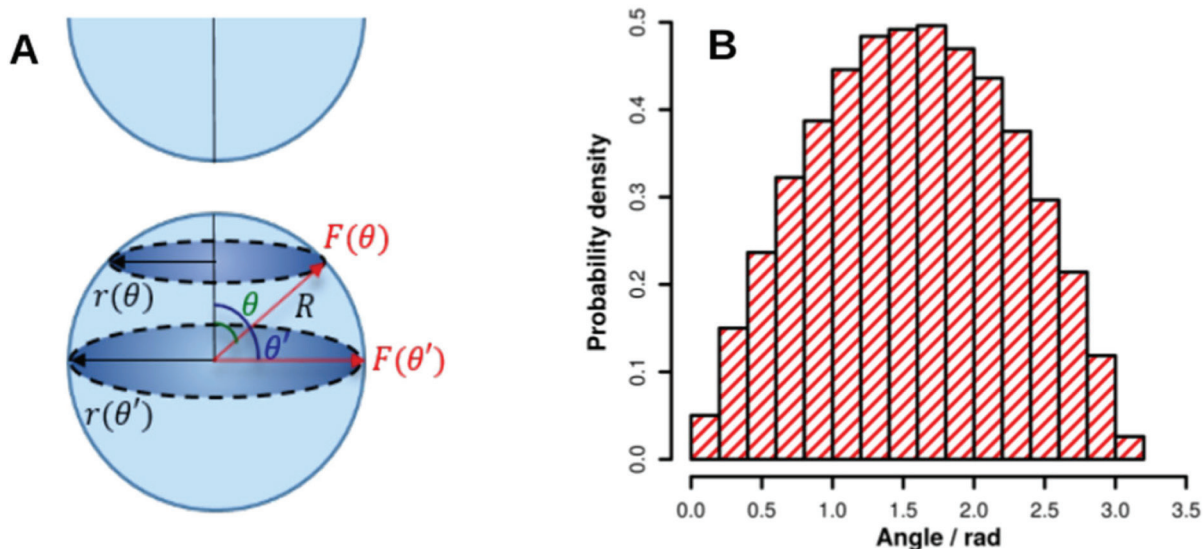 A
F(θ)
r(θ)
θ
R
θ′
F(θ′)
r(θ′)
B
Probability density
0.5
0.4
0.3
0.2
0.1
0.0
0.0 0.5 1.0 1.5 2.0 2.5 3.0 3.5
Angle / rad